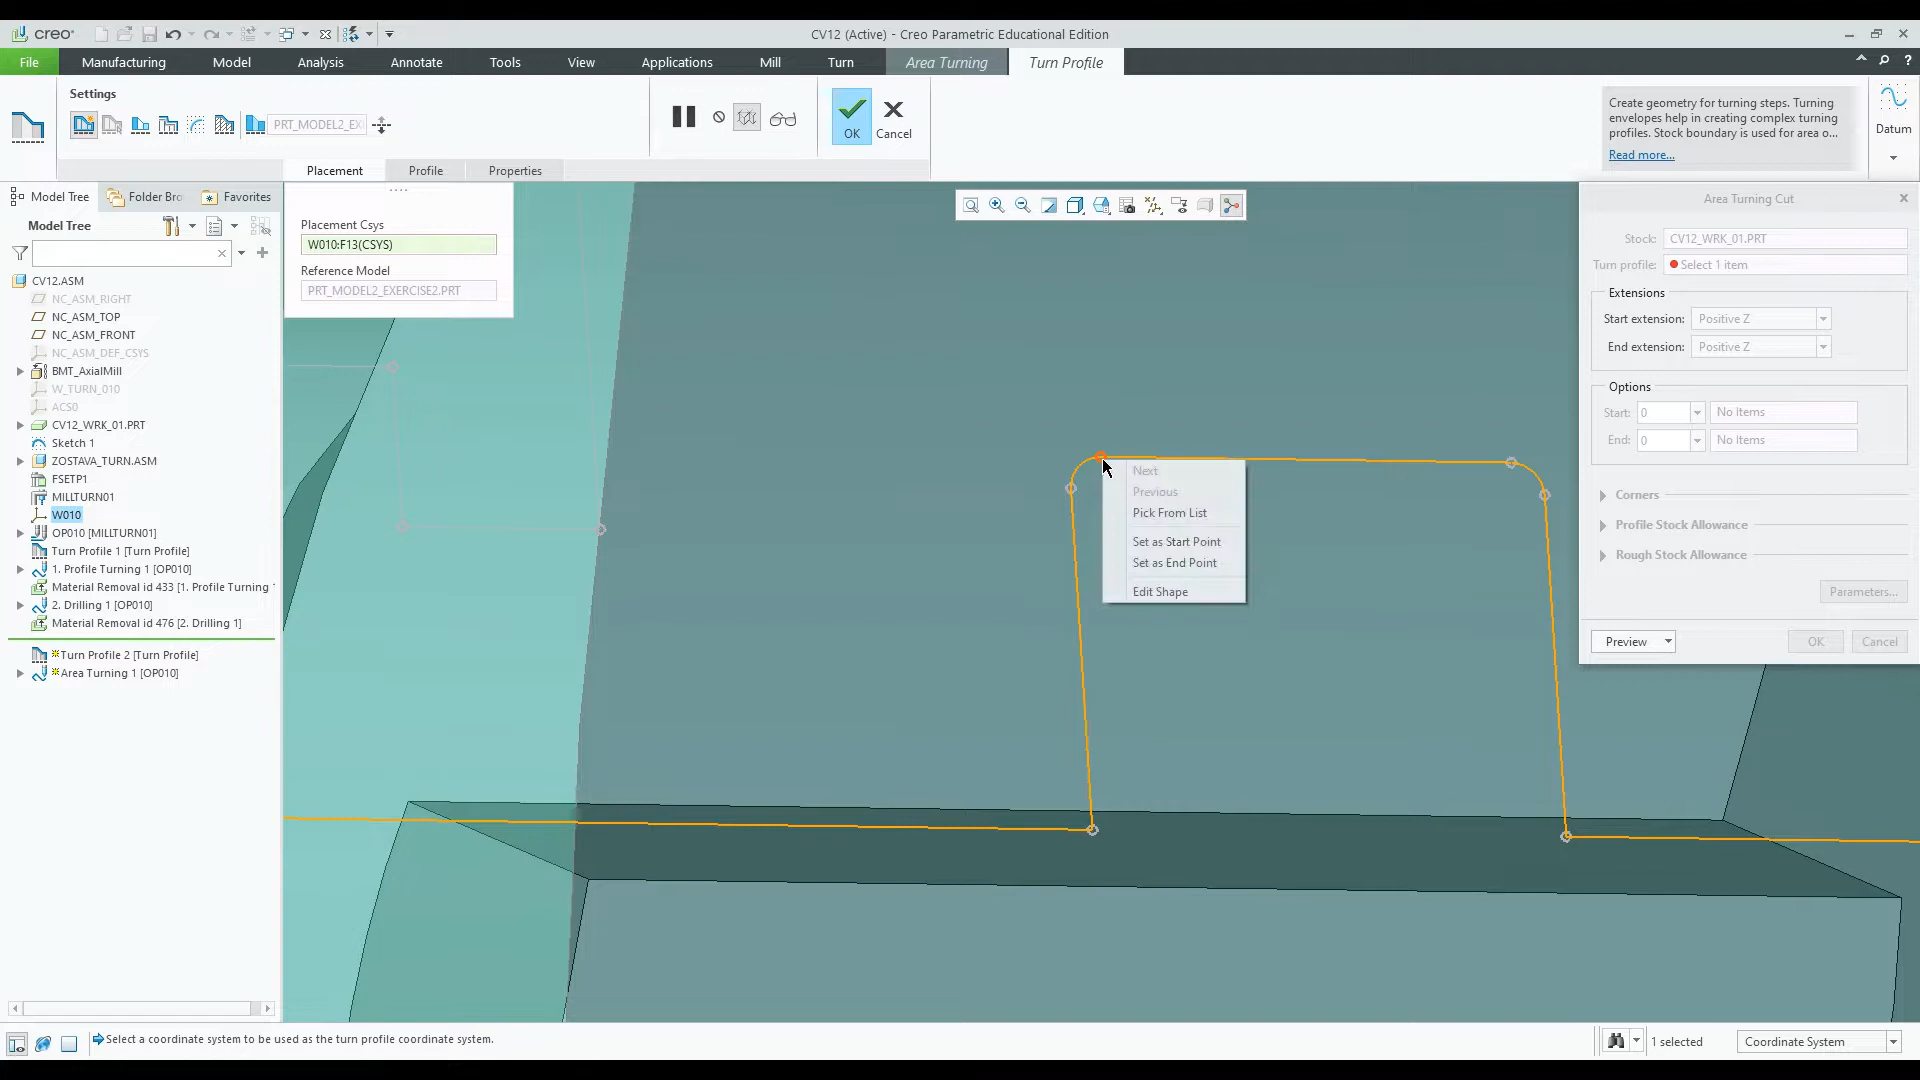 creo
CV12 (Active) - Creo Parametric Educational Edition
File
Manufacturing
Model
Analysis
Annotate
Tools
View
Applications
Mill
Turn
Area Turning
Turn Profile
Settings
PRT_MODEL2_EX
OK
Cancel
Create geometry for turning steps. Turning
envelopes help in creating complex turning
profiles. Stock boundary is used for area o...
Read more...
Datum
Placement
Profile
Properties
Model Tree
Folder Bro
Favorites
Model Tree
CV12.ASM
NC_ASM_RIGHT
NC_ASM_TOP
NC_ASM_FRONT
NC_ASM_DEF_CSYS
BMT_AxialMill
W_TURN_010
ACS0
CV12_WRK_01.PRT
Sketch 1
ZOSTAVA_TURN.ASM
FSETP1
MILLTURN01
W010
OP010 [MILLTURN01]
Turn Profile 1 [Turn Profile]
1. Profile Turning 1 [OP010]
Material Removal id 433 [1. Profile Turning
2. Drilling 1 [OP010]
Material Removal id 476 [2. Drilling 1]
Turn Profile 2 [Turn Profile]
Area Turning 1 [OP010]
Placement Csys
W010:F13(CSYS)
Reference Model
PRT_MODEL2_EXERCISE2.PRT
Next
Previous
Pick From List
Set as Start Point
Set as End Point
Edit Shape
Area Turning Cut
Stock: CV12_WRK_01.PRT
Turn profile: Select 1 item
Extensions
Start extension: Positive Z
End extension: Positive Z
Options
Start: 0 No Items
End: 0 No Items
Corners
Profile Stock Allowance
Rough Stock Allowance
Parameters...
Preview
OK
Cancel
Select a coordinate system to be used as the turn profile coordinate system.
1 selected
Coordinate System